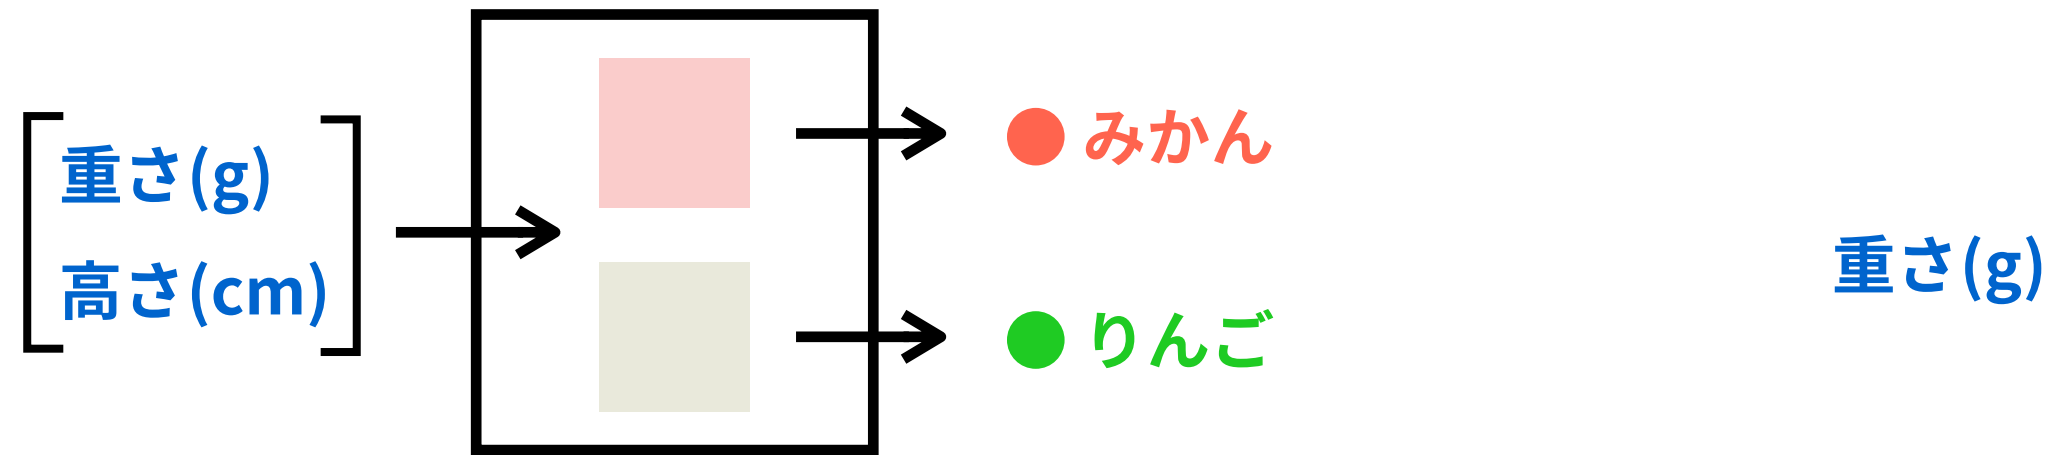 重さ(g)
高さ(cm)
みかん
りんご
重さ(g)